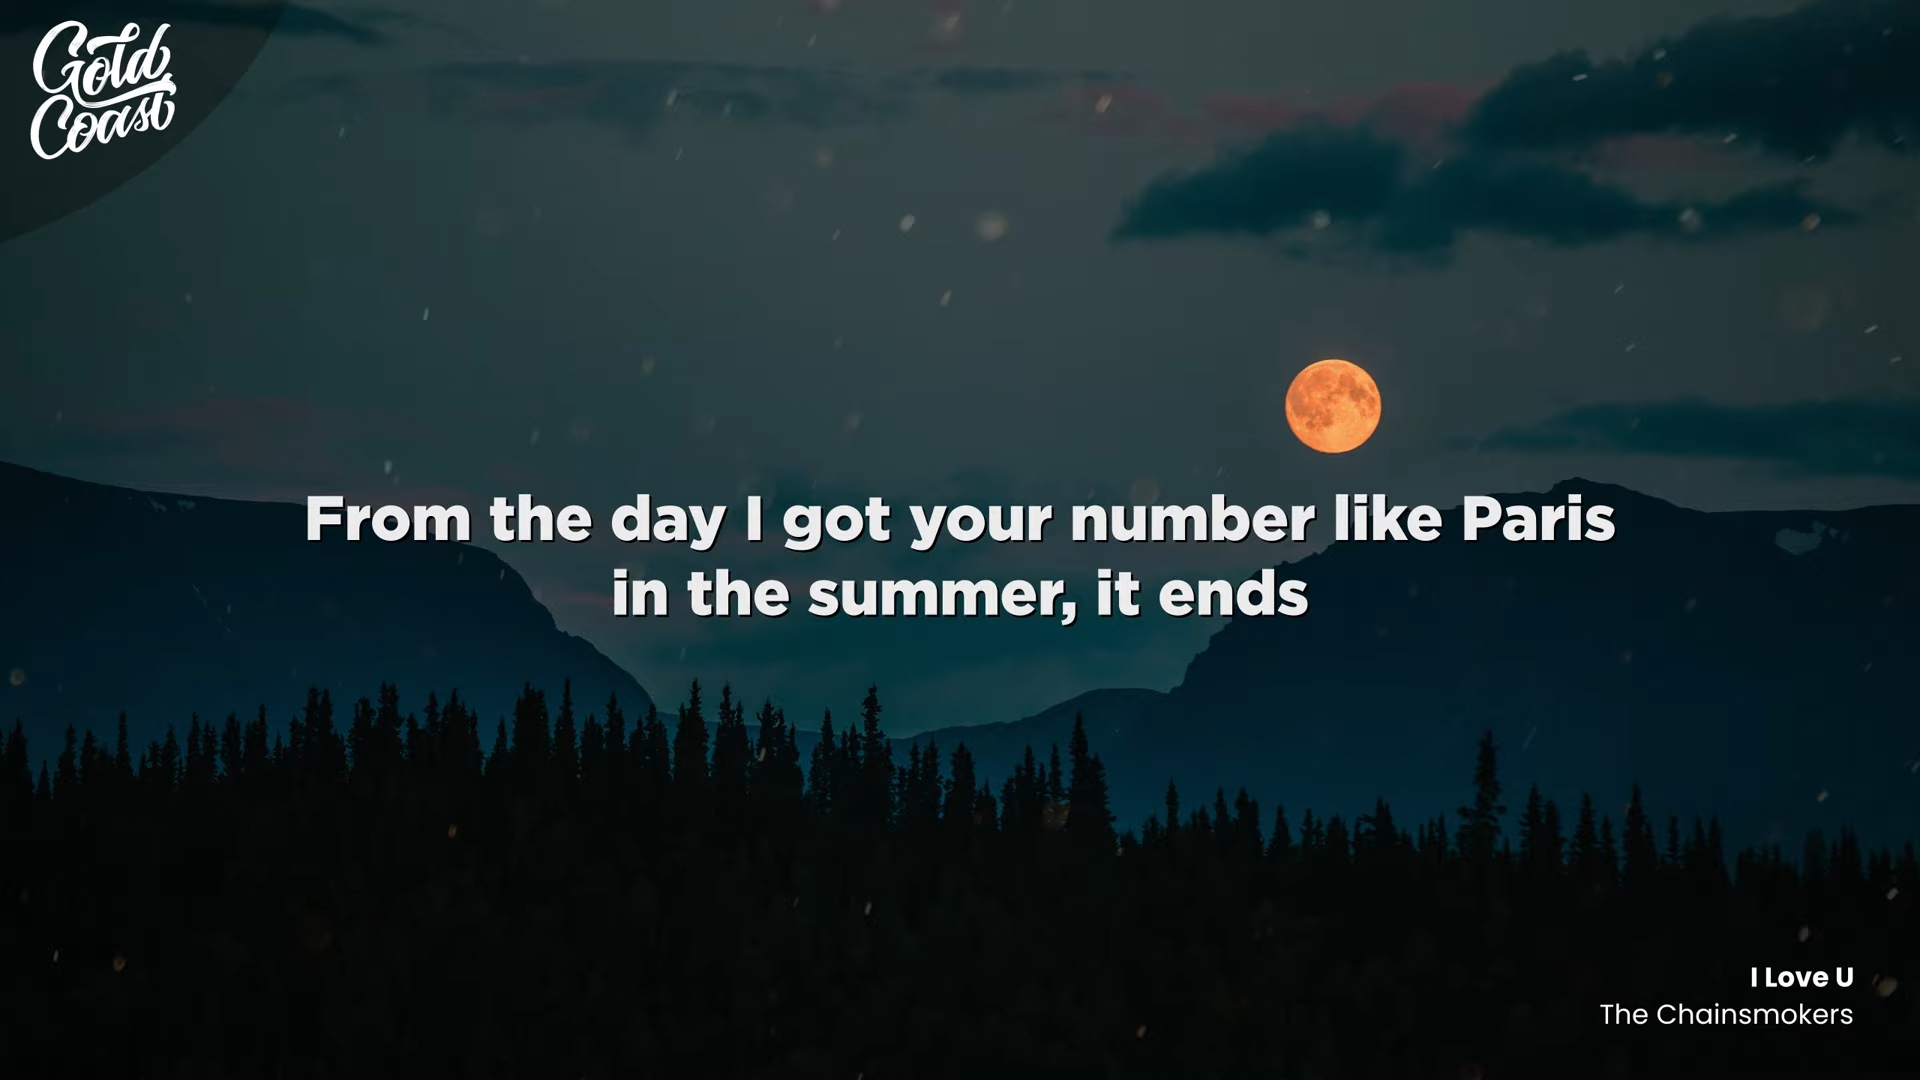 Gold
Coast
From the day I got your number like Paris
in the summer, it ends
I Love U
The Chainsmokers